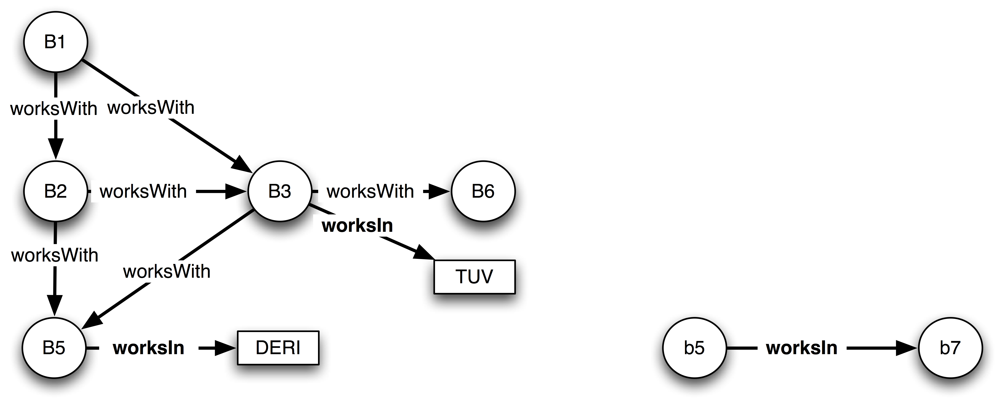 B1
worksWith
worksWith
B2
worksWith
B3
worksWith
B6
worksIn
worksWith
worksWith
TUV
B5
worksIn
DERI
b5
worksIn
b7